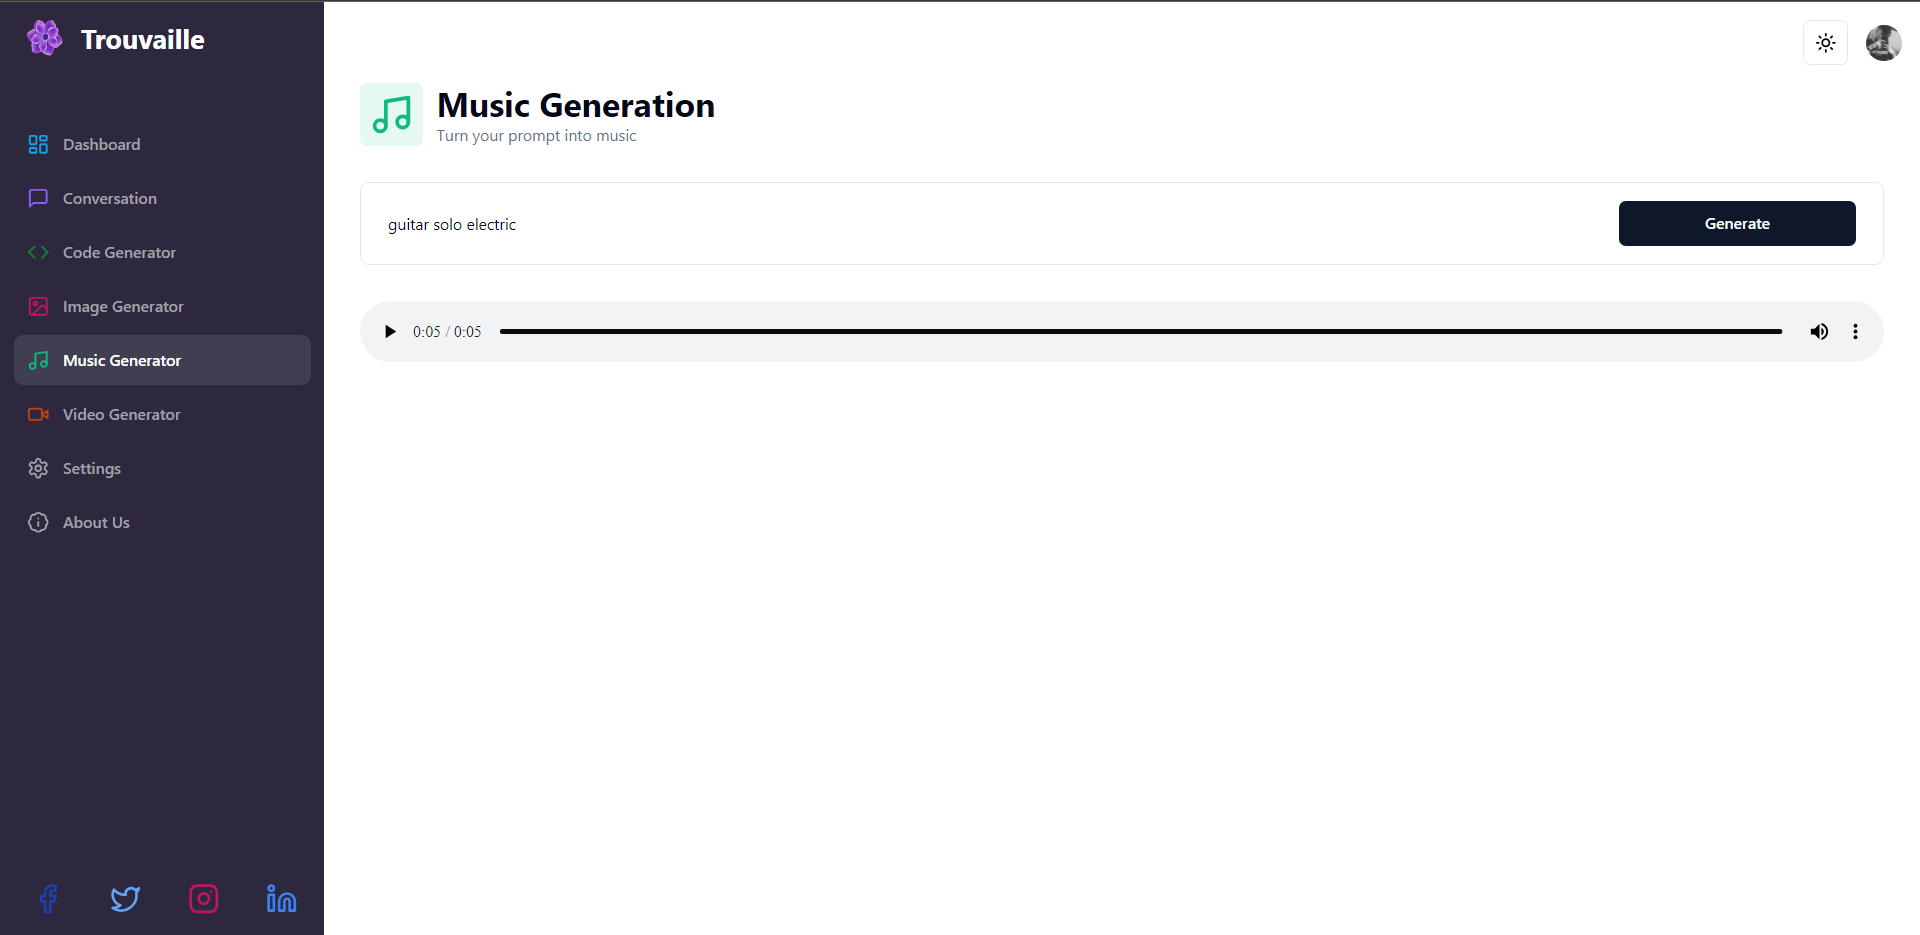 Trouvaille
Dashboard
Conversation
Code Generator
Image Generator
Music Generator
Video Generator
Settings
About Us
Music Generation
Turn your prompt into music
guitar solo electric
Generate
0:05 / 0:05